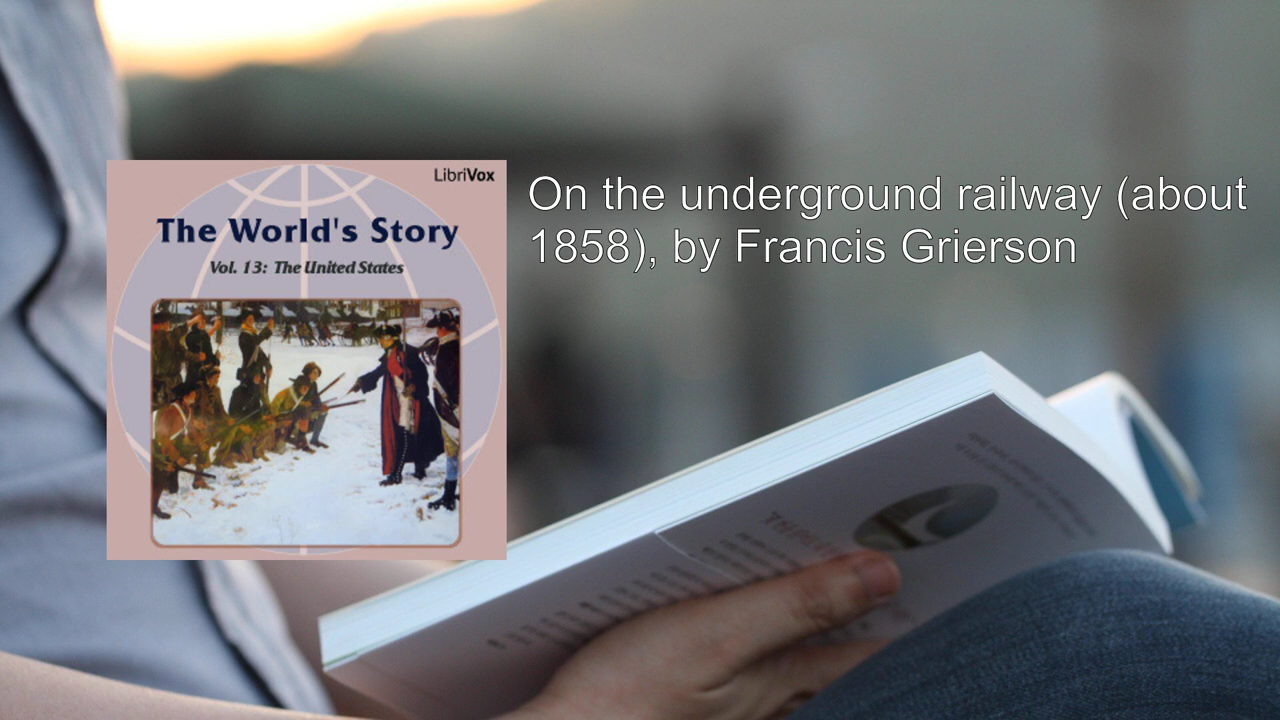 LibriVox
The World's Story
Vol. 13: The United States
On the underground railway (about
1858), by Francis Grierson